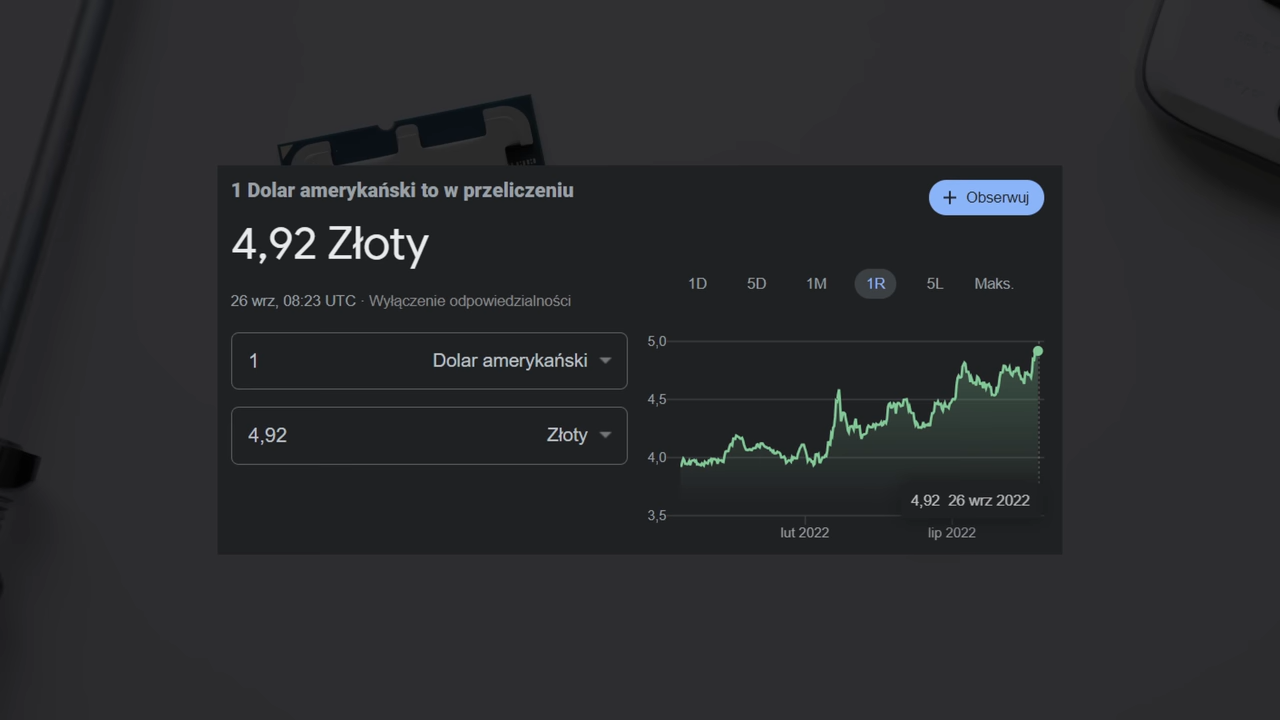 1 Dolar amerykański to w przeliczeniu
+ Obserwuj
4,92 Złoty
26 wrz, 08:23 UTC · Wyłączenie odpowiedzialności
1D 5D 1M 1R 5L Maks.
1 Dolar amerykański
4,92 Złoty
5,0
4,5
4,0
3,5
4,92 26 wrz 2022
lut 2022 lip 2022